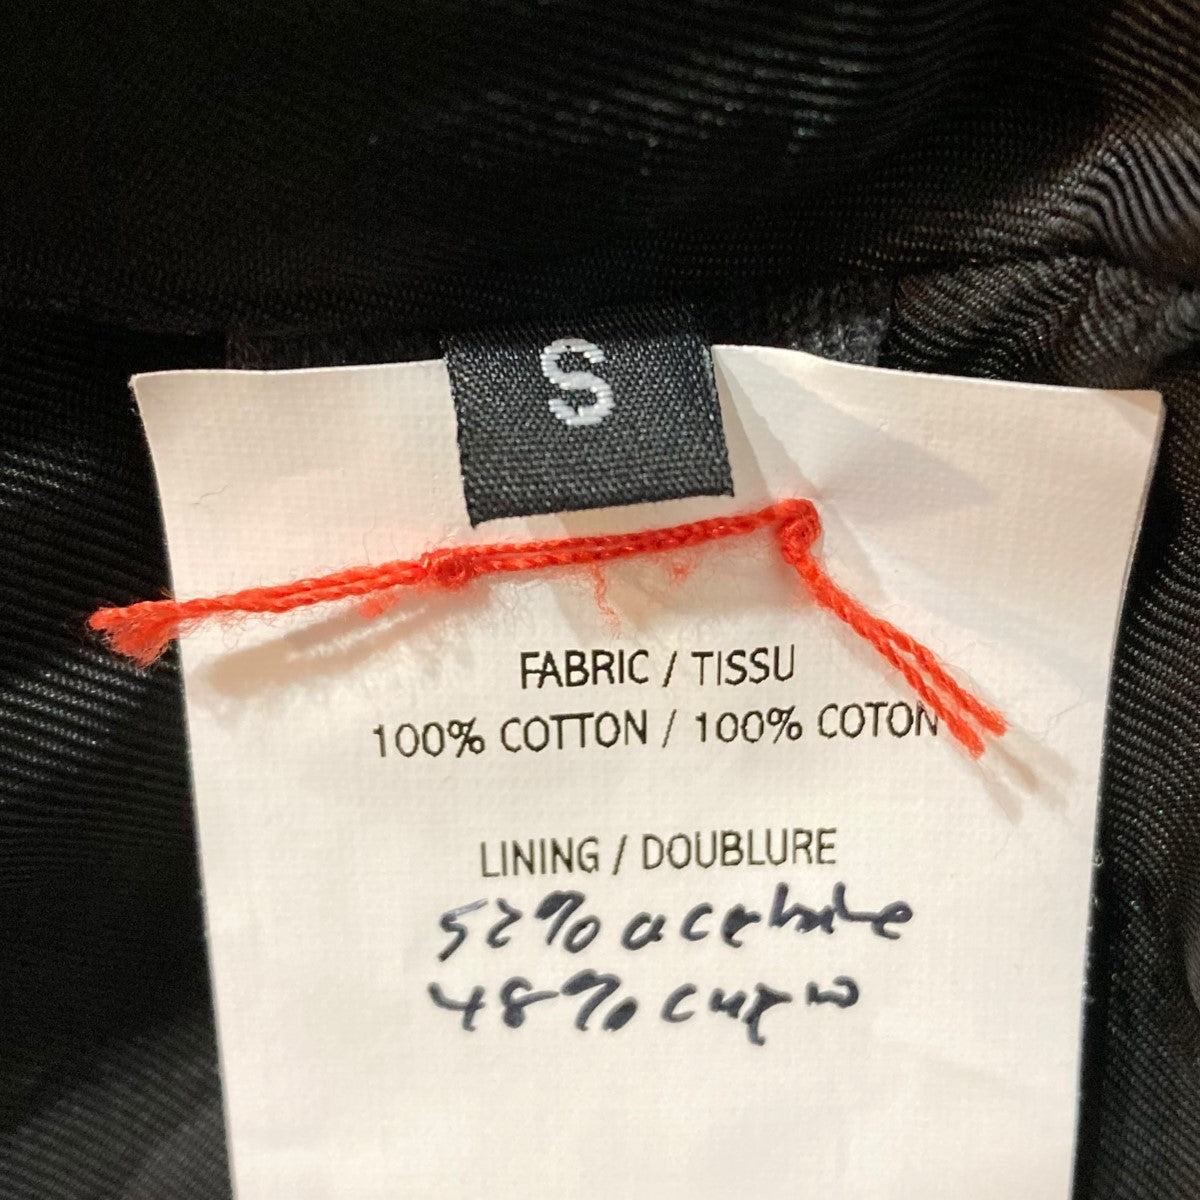 S
FABRIC / TISSU
100% COTTON / 100% COTON
LINING / DOUBLURE
52% acetate
48% cupro